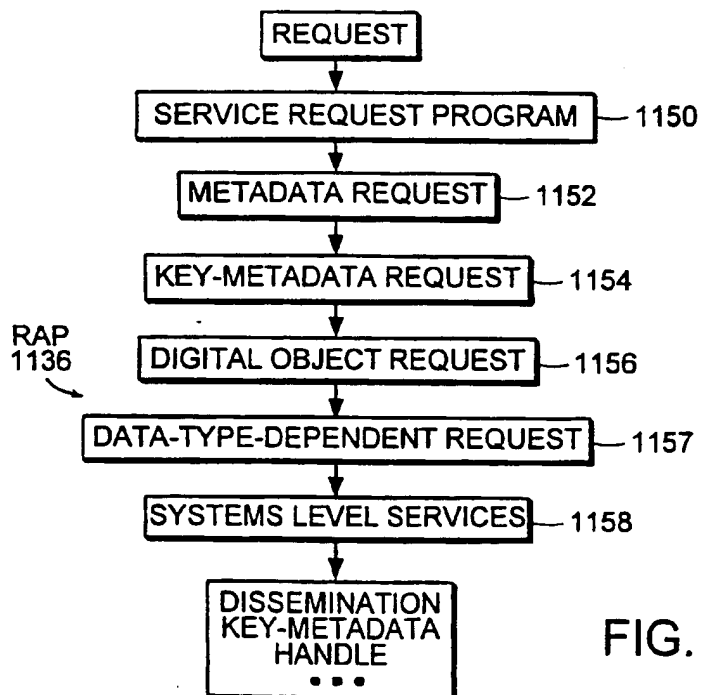 REQUEST
SERVICE REQUEST PROGRAM 1150
METADATA REQUEST 1152
KEY-METADATA REQUEST 1154
RAP
1136
DIGITAL OBJECT REQUEST 1156
DATA-TYPE-DEPENDENT REQUEST 1157
SYSTEMS LEVEL SERVICES 1158
DISSEMINATION
KEY-METADATA
HANDLE
• • •
FIG.